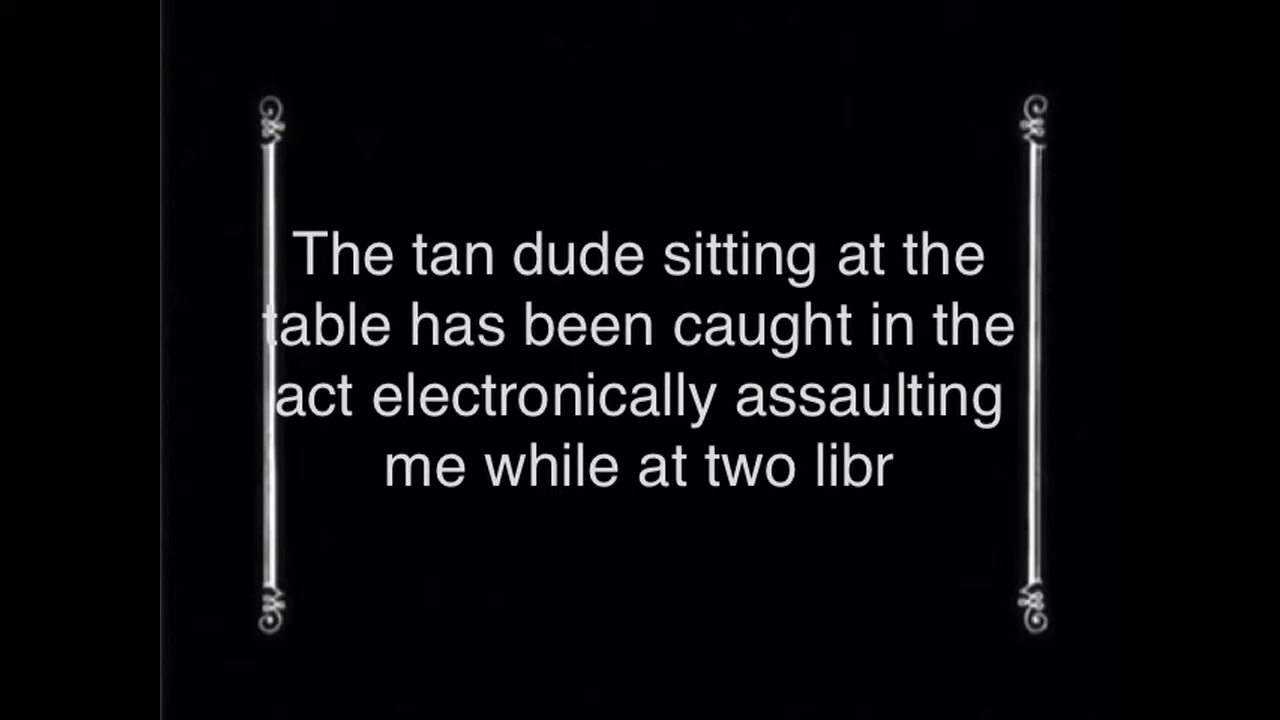 The tan dude sitting at the
table has been caught in the
act electronically assaulting
me while at two libr